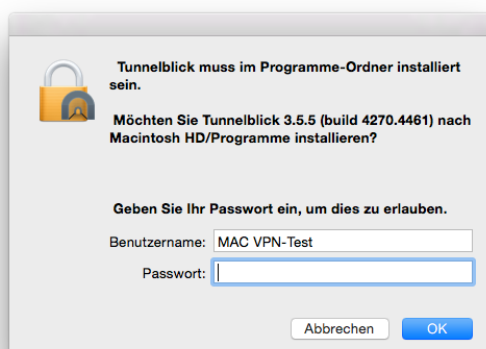 Tunnelblick muss im Programme-Ordner installiert
sein.
Möchten Sie Tunnelblick 3.5.5 (build 4270.4461) nach
Macintosh HD/Programme installieren?
Geben Sie Ihr Passwort ein, um dies zu erlauben.
Benutzername: MAC VPN-Test
Passwort:
Abbrechen OK